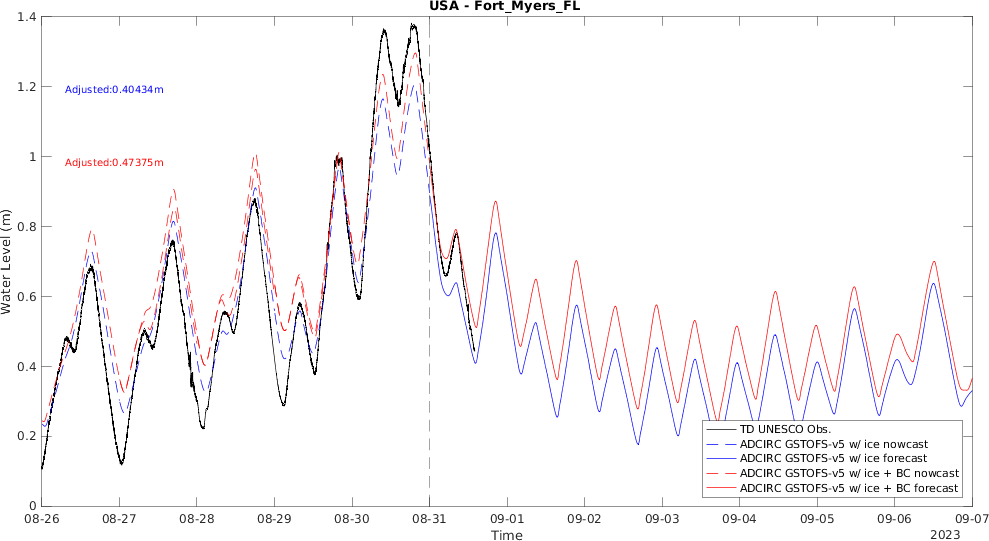 USA - Fort_Myers_FL
1.4
1.2
1
0.8
0.6
0.4
0.2
0
Water Level (m)
Adjusted:0.40434m
Adjusted:0.47375m
TD UNESCO Obs.
ADCIRC GSTOFS-v5 w/ ice nowcast
ADCIRC GSTOFS-v5 w/ ice forecast
ADCIRC GSTOFS-v5 w/ ice + BC nowcast
ADCIRC GSTOFS-v5 w/ ice + BC forecast
08-26 08-27 08-28 08-29 08-30 08-31 09-01 09-02 09-03 09-04 09-05 09-06 09-07
Time
2023